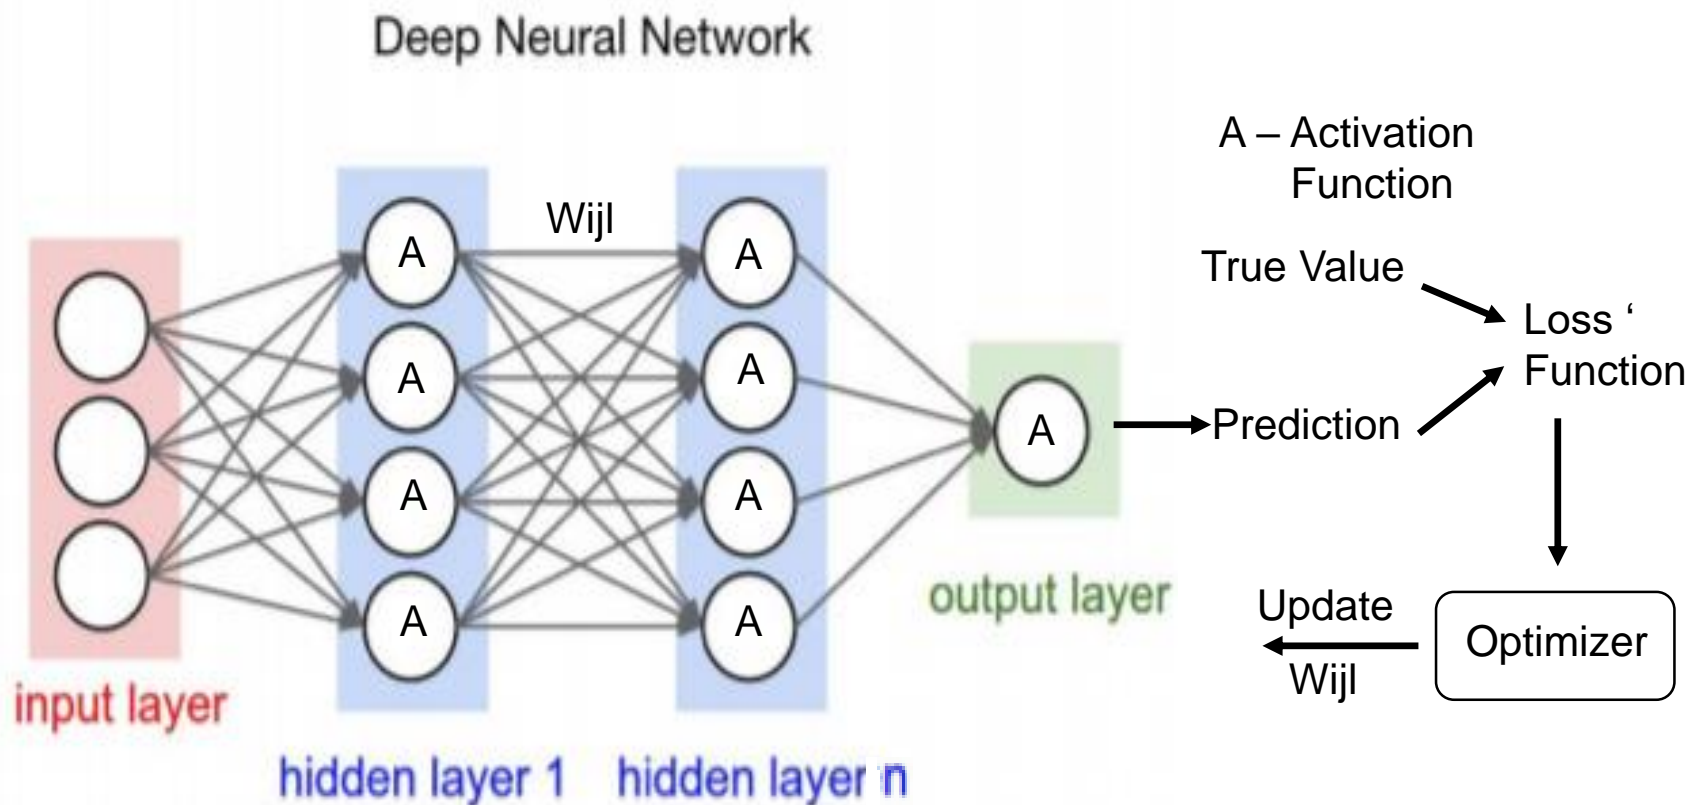 Deep Neural Network
A – Activation
Function
Wijl
A
A
A
A
A
A
A
A
A
True Value
Loss ‘
Function
Prediction
Update
Wijl
Optimizer
input layer
hidden layer 1
hidden layer n
output layer